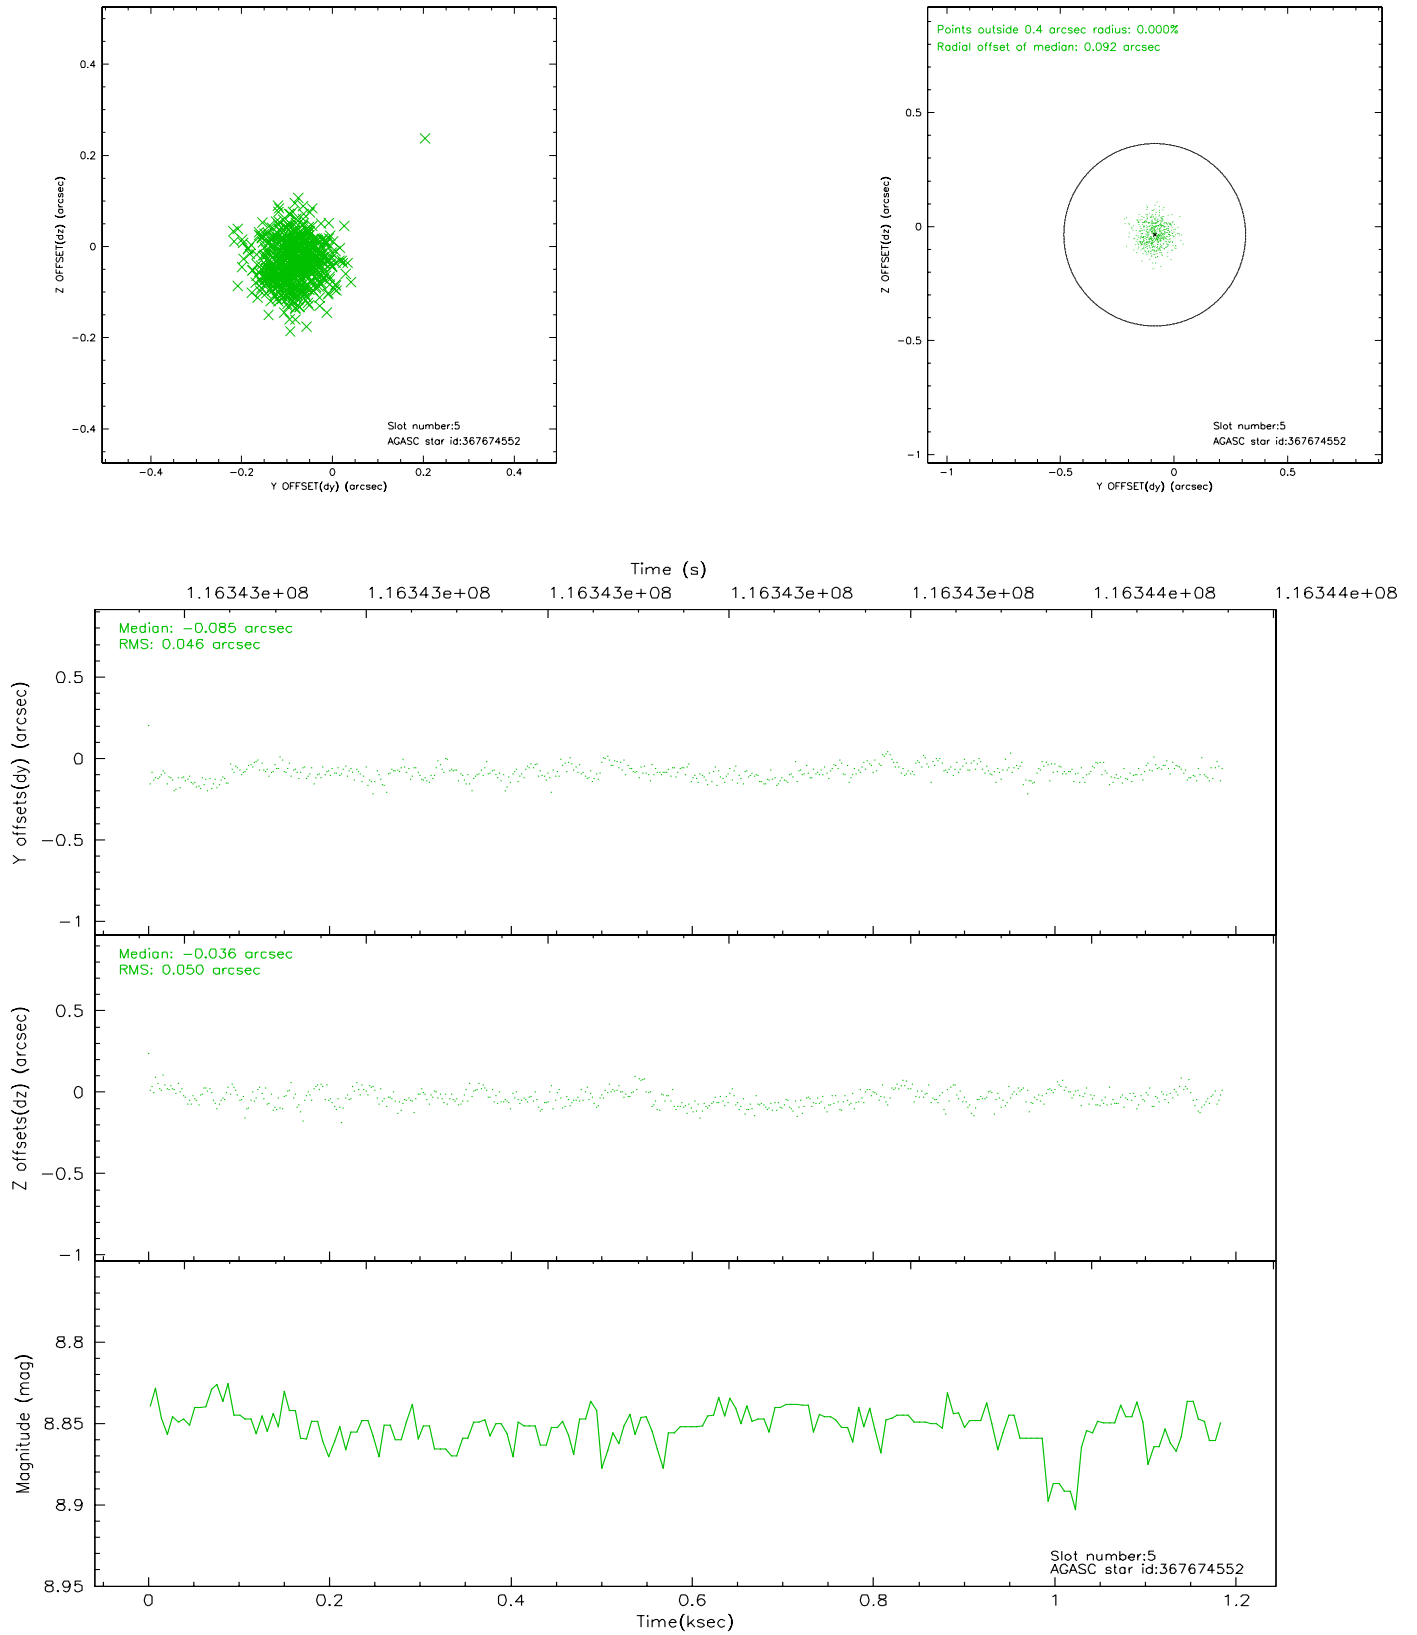 0.4
0.2
0
-0.2
-0.4
Z OFFSET(dz) (arcsec)
-0.4 -0.2 0 0.2 0.4
Y OFFSET(dy) (arcsec)
Slot number:5
AGASC star id:367674552
Points outside 0.4 arcsec radius: 0.000%
Radial offset of median: 0.092 arcsec
0.5
0
-0.5
-1
Z OFFSET(dz) (arcsec)
-1 -0.5 0 0.5
Y OFFSET(dy) (arcsec)
Slot number:5
AGASC star id:367674552
Time (s)
1.16343e+08 1.16343e+08 1.16343e+08 1.16343e+08 1.16343e+08 1.16344e+08 1.16344e+08
Median: -0.085 arcsec
RMS: 0.046 arcsec
0.5
0
-0.5
-1
Y offsets(dy) (arcsec)
Median: -0.036 arcsec
RMS: 0.050 arcsec
0.5
0
-0.5
-1
Z offsets(dz) (arcsec)
8.8
8.85
8.9
8.95
Magnitude (mag)
Slot number:5
AGASC star id:367674552
0 0.2 0.4 0.6 0.8 1 1.2
Time(ksec)